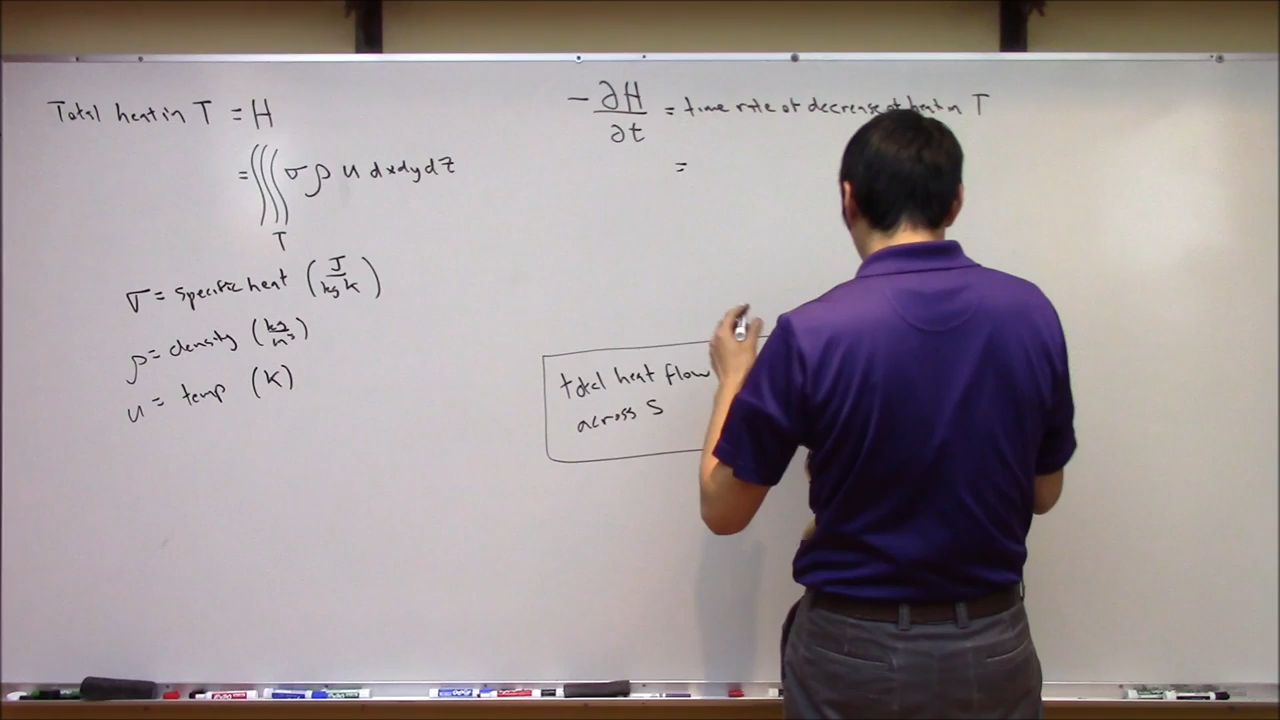 Total heat in T = H
= ∭ σ ρ u dx dy dz
T
σ = specific heat (J/kg K)
ρ = density (kg/m³)
u = temp (K)
-∂H/∂t = time rate of decrease of heat in T
=
total heat flow
across S